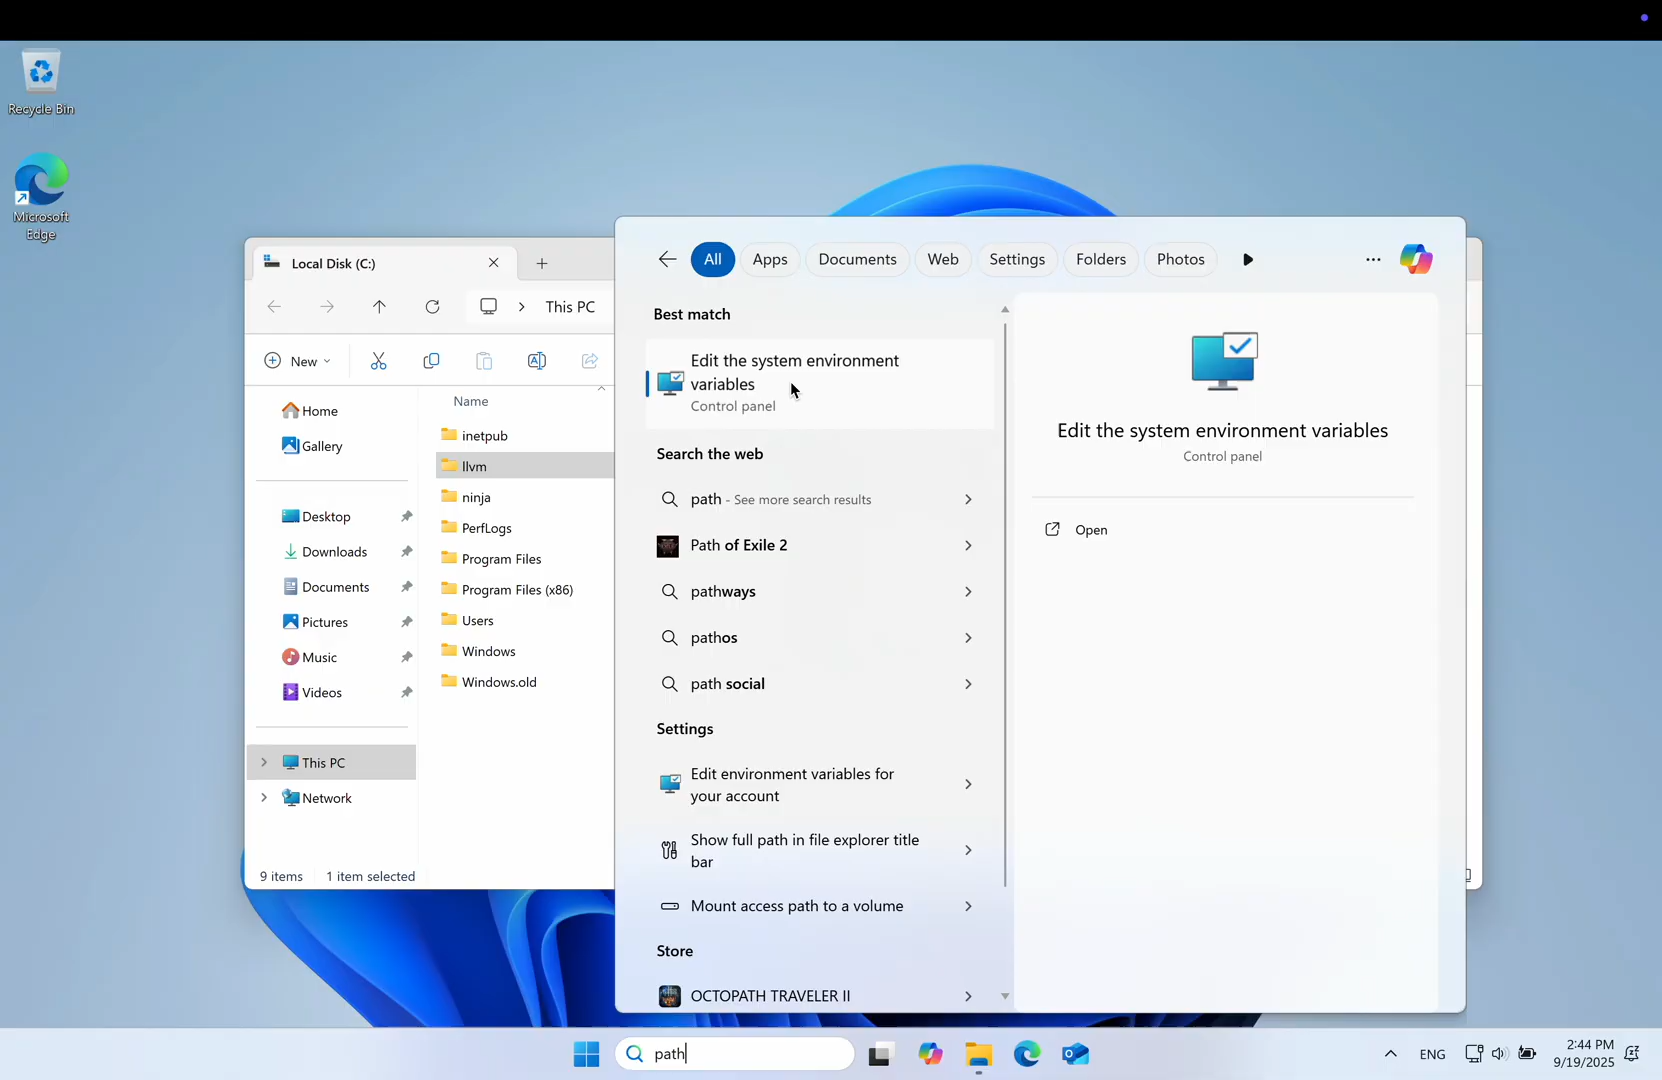 Recycle Bin
Microsoft
Edge
Local Disk (C:)
This PC
New
Name
Home
Gallery
Desktop
Downloads
Documents
Pictures
Music
Videos
This PC
Network
inetpub
llvm
ninja
PerfLogs
Program Files
Program Files (x86)
Users
Windows
Windows.old
9 items
1 item selected
All
Apps
Documents
Web
Settings
Folders
Photos
Best match
Edit the system environment
variables
Control panel
Search the web
path - See more search results
Path of Exile 2
pathways
pathos
path social
Settings
Edit environment variables for
your account
Show full path in file explorer title
bar
Mount access path to a volume
Store
OCTOPATH TRAVELER II
Edit the system environment variables
Control panel
Open
path
ENG
2:44 PM
9/19/2025